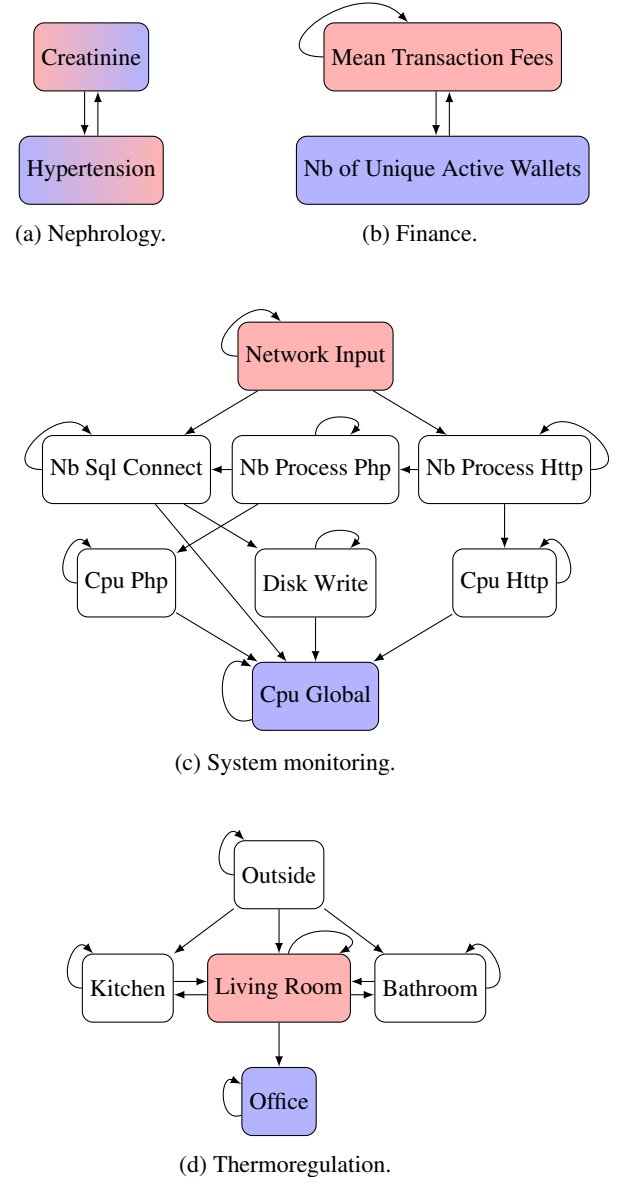 Creatinine
Mean Transaction Fees
Hypertension
Nb of Unique Active Wallets
(a) Nephrology.
(b) Finance.
Network Input
Nb Sql Connect
Nb Process Php
Nb Process Http
Cpu Php
Disk Write
Cpu Http
Cpu Global
(c) System monitoring.
Outside
Kitchen
Living Room
Bathroom
Office
(d) Thermoregulation.